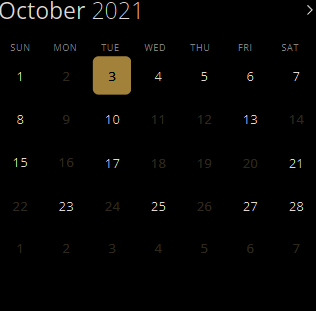 October 2021
SUN MON TUE WED THU FRI SAT
1 2 3 4 5 6 7
8 9 10 11 12 13 14
15 16 17 18 19 20 21
22 23 24 25 26 27 28
1 2 3 4 5 6 7